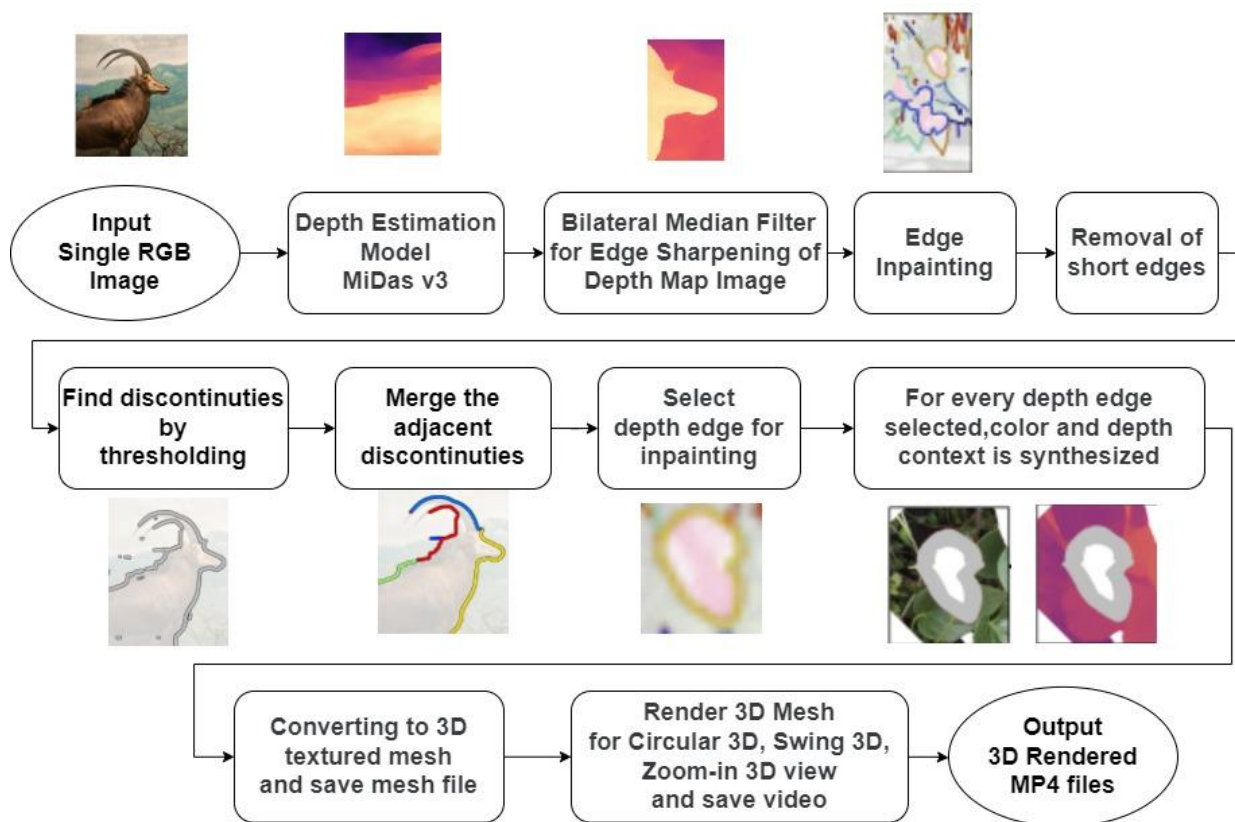 Input
Single RGB
Image
Depth Estimation
Model
MiDas v3
Bilateral Median Filter
for Edge Sharpening of
Depth Map Image
Edge
Inpainting
Removal of
short edges
Find discontinuties
by
thresholding
Merge the
adjacent
discontinuties
Select
depth edge for
inpainting
For every depth edge
selected,color and depth
context is synthesized
Converting to 3D
textured mesh
and save mesh file
Render 3D Mesh
for Circular 3D, Swing 3D,
Zoom-in 3D view
and save video
Output
3D Rendered
MP4 files